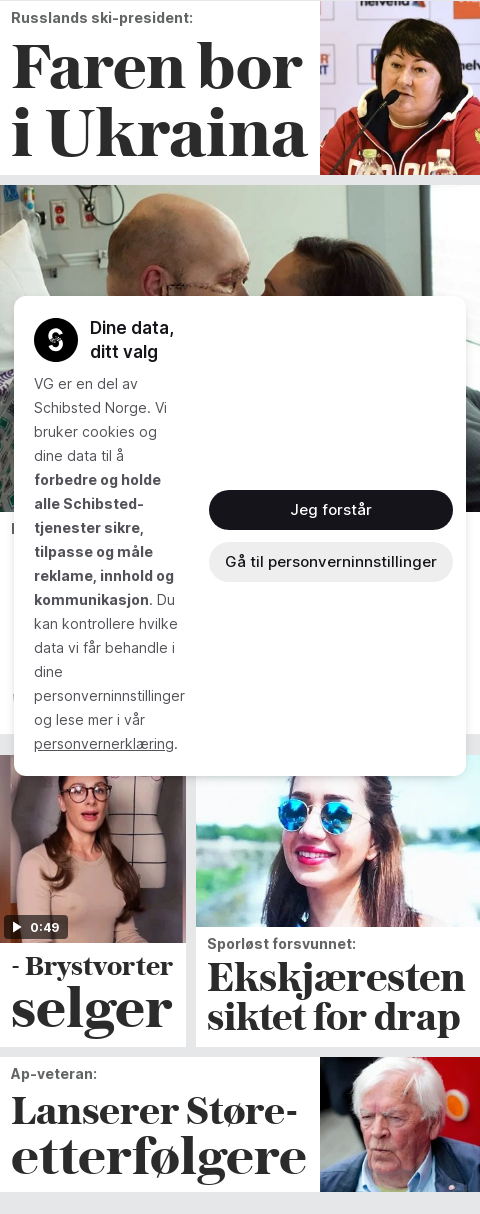 Russlands ski-president:
Faren bor
i Ukraina
Dine data,
ditt valg
VG er en del av
Schibsted Norge. Vi
bruker cookies og
dine data til å
forbedre og holde
alle Schibsted-
tjenester sikre,
tilpasse og måle
reklame, innhold og
kommunikasjon. Du
kan kontrollere hvilke
data vi får behandle i
dine
personverninnstillinger
og lese mer i vår
personvernerklæring.
Jeg forstår
Gå til personverninnstillinger
0:49
- Brystvorter
selger
Sporløst forsvunnet:
Ekskjæresten
siktet for drap
Ap-veteran:
Lanserer Støre-
etterfølgere